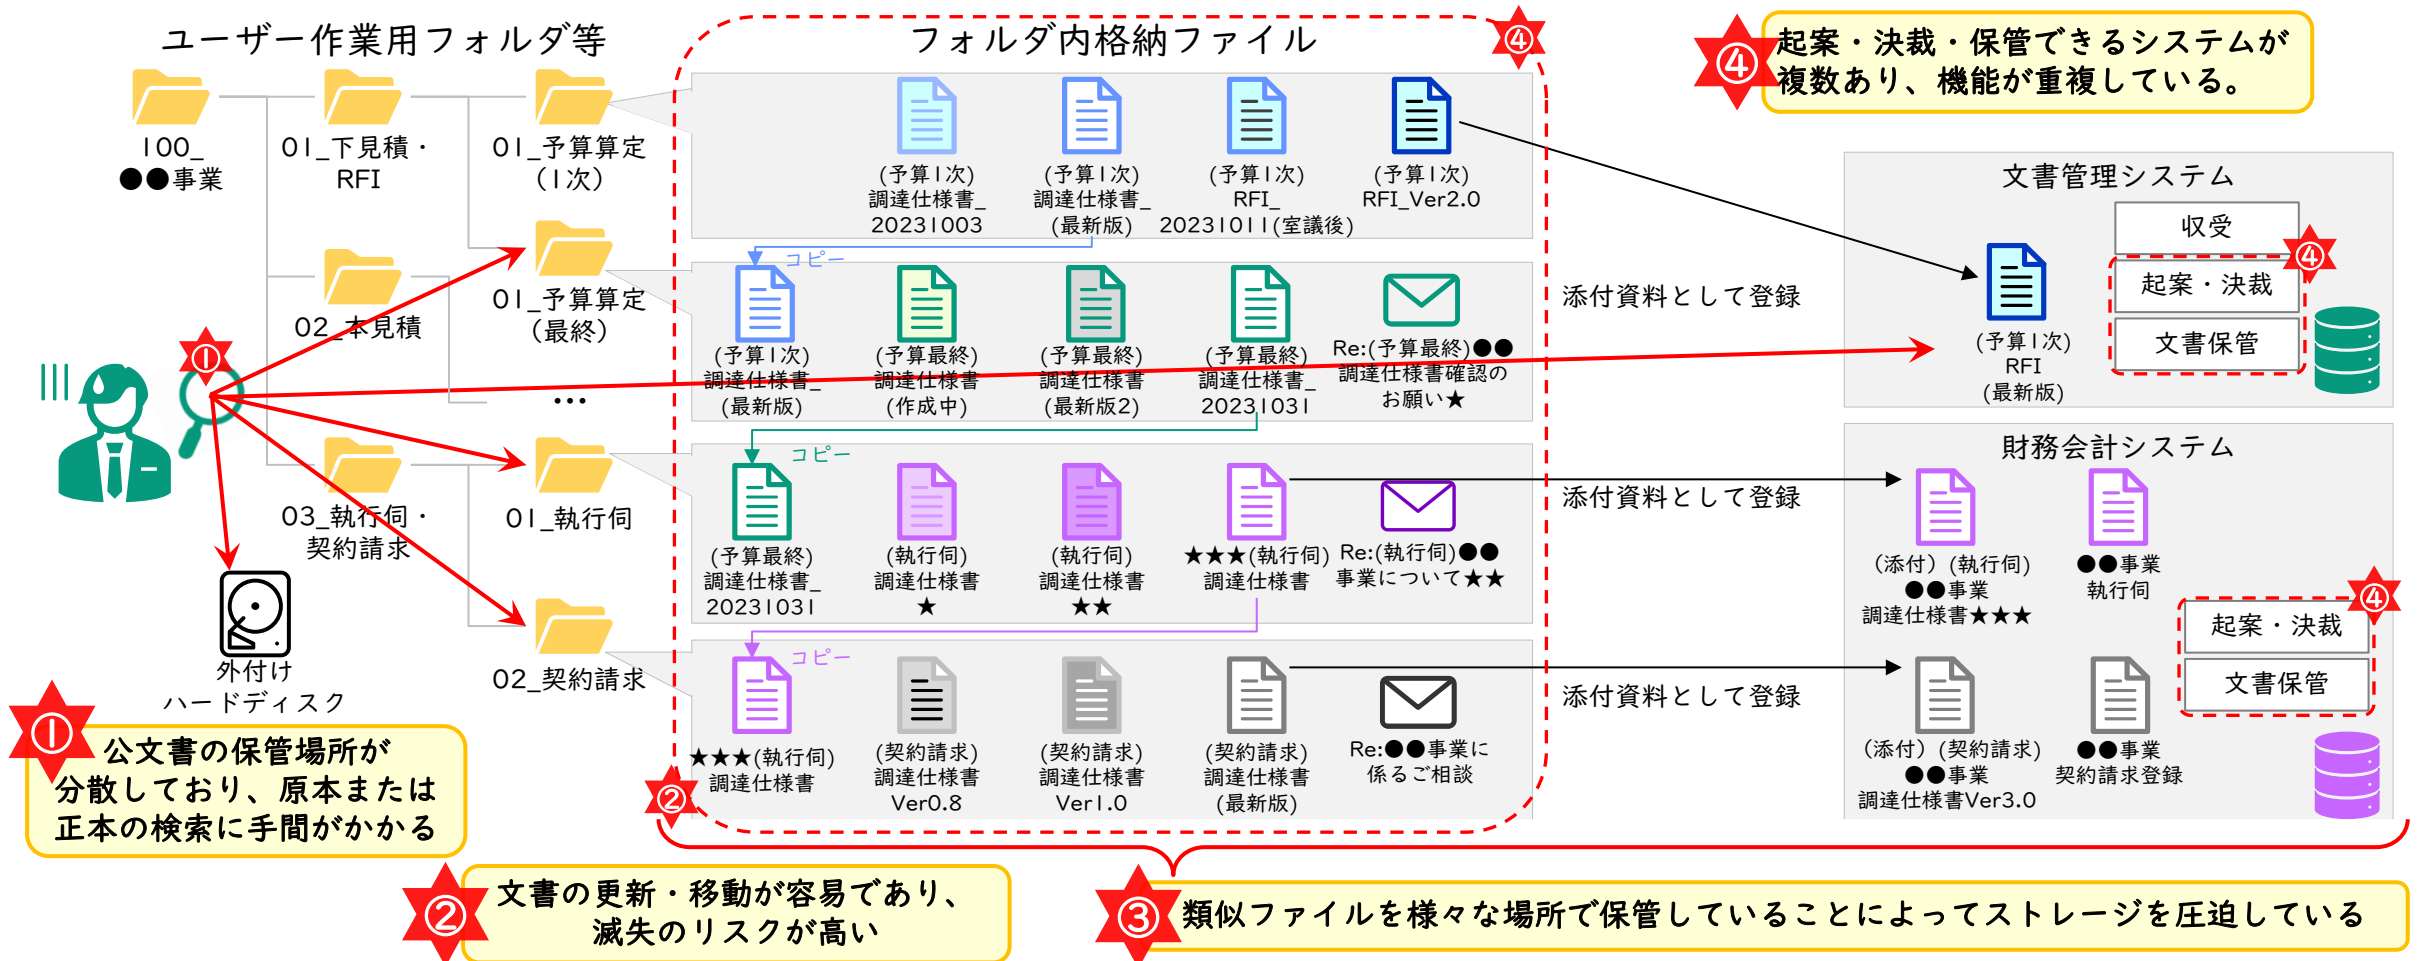 ユーザー作業用フォルダ等
100_
●●事業
01_下見積・
RFI
01_予算算定
(1次)
01_予算算定
(最終)
02_本見積
…
03_執行伺・
契約請求
01_執行伺
02_契約請求
①
外付け
ハードディスク
①
公文書の保管場所が
分散しており、原本または
正本の検索に手間がかかる
フォルダ内格納ファイル
④
(予算1次)
調達仕様書_
20231003
(予算1次)
調達仕様書_
(最新版)
(予算1次)
RFI_
20231011(室議後)
(予算1次)
RFI_Ver2.0
コピー
(予算1次)
調達仕様書_
(最新版)
(予算最終)
調達仕様書
(作成中)
(予算最終)
調達仕様書
(最新版2)
(予算最終)
調達仕様書_
20231031
Re:(予算最終)●●
調達仕様書確認の
お願い★
コピー
(予算最終)
調達仕様書_
20231031
(執行伺)
調達仕様書
★
(執行伺)
調達仕様書
★★
★★★(執行伺)
調達仕様書
Re:(執行伺)●●
事業について★★
コピー
★★★(執行伺)
調達仕様書
(契約請求)
調達仕様書
Ver0.8
(契約請求)
調達仕様書
Ver1.0
(契約請求)
調達仕様書
(最新版)
Re:●●事業に
係るご相談
②
添付資料として登録
添付資料として登録
添付資料として登録
④
起案・決裁・保管できるシステムが
複数あり、機能が重複している。
文書管理システム
収受
④
起案・決裁
文書保管
(予算1次)
RFI
(最新版)
財務会計システム
(添付)(執行伺)
●●事業
調達仕様書★★★
●●事業
執行伺
④
起案・決裁
文書保管
(添付)(契約請求)
●●事業
調達仕様書Ver3.0
●●事業
契約請求登録
②
文書の更新・移動が容易であり、
滅失のリスクが高い
③
類似ファイルを様々な場所で保管していることによってストレージを圧迫している